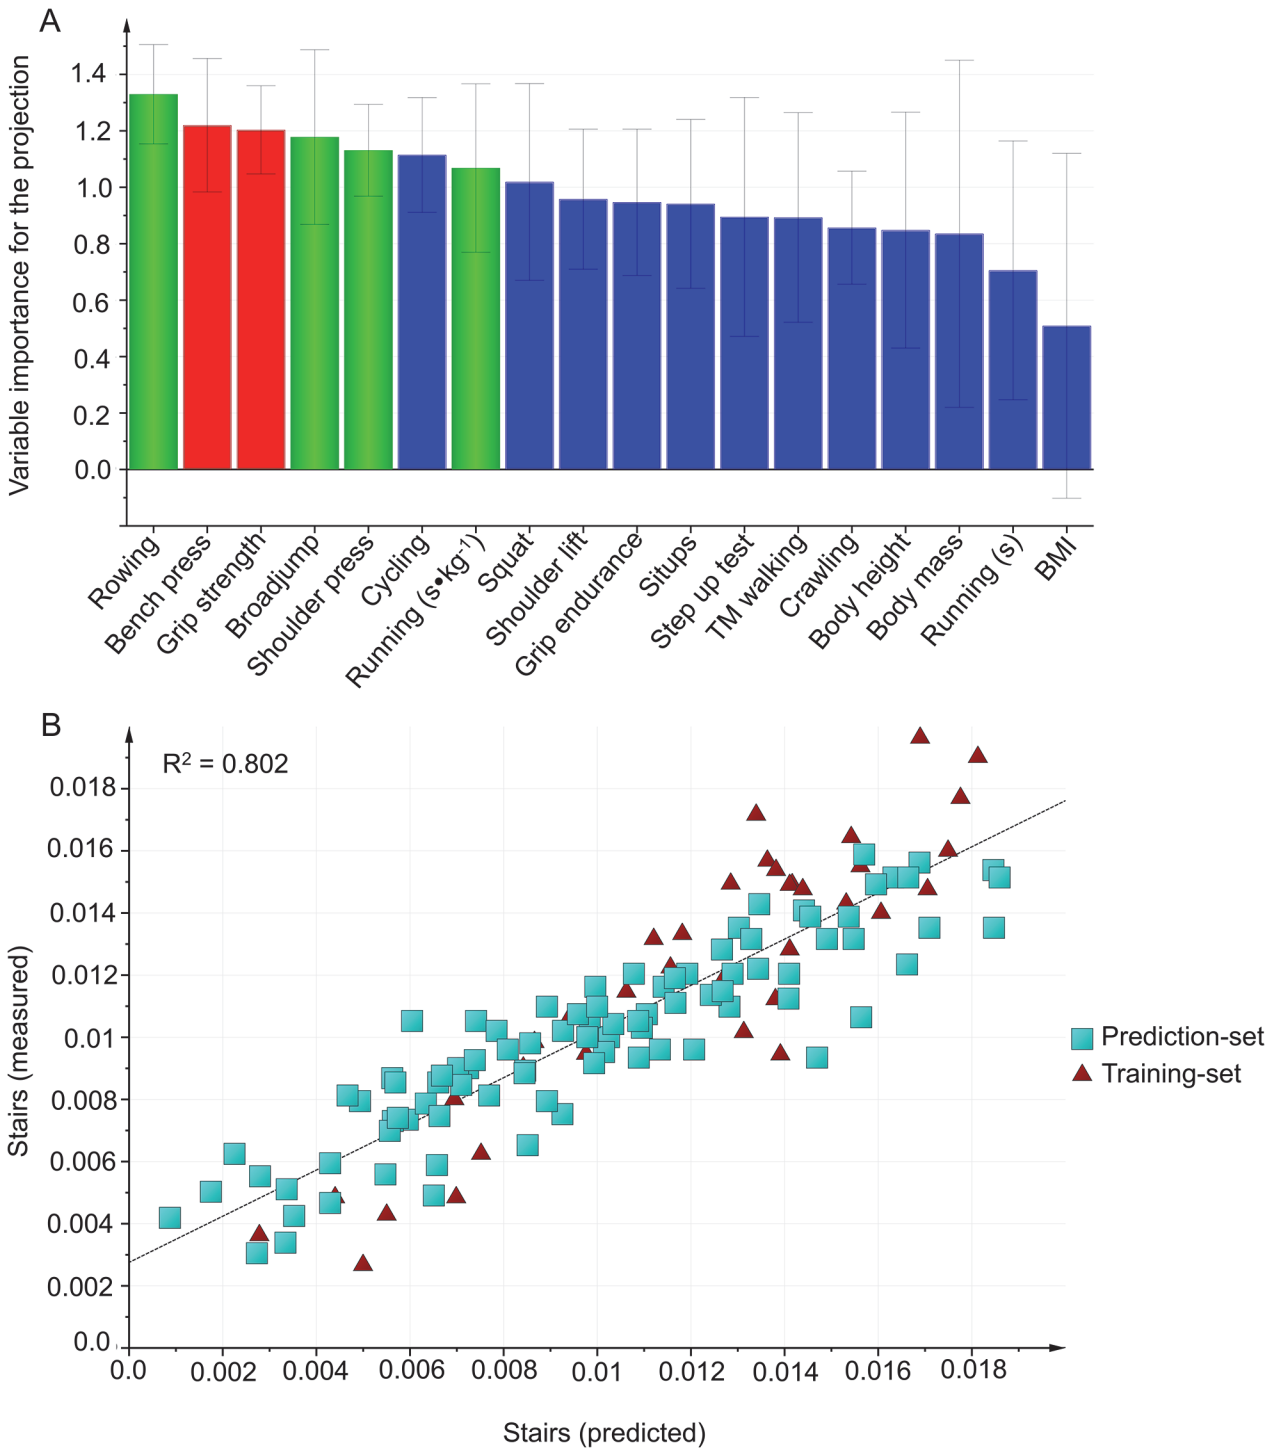 A
Variable importance for the projection
1.4
1.2
1.0
0.8
0.6
0.4
0.2
0.0
Rowing
Bench press
Grip strength
Broadjump
Shoulder press
Cycling
Running (s•kg⁻¹)
Squat
Shoulder lift
Grip endurance
Situps
Step up test
TM walking
Crawling
Body height
Body mass
Running (s)
BMI
B
R² = 0.802
Stairs (measured)
0.018
0.016
0.014
0.012
0.01
0.008
0.006
0.004
0.002
0.0
0.0 0.002 0.004 0.006 0.008 0.01 0.012 0.014 0.016 0.018
Stairs (predicted)
Prediction-set
Training-set